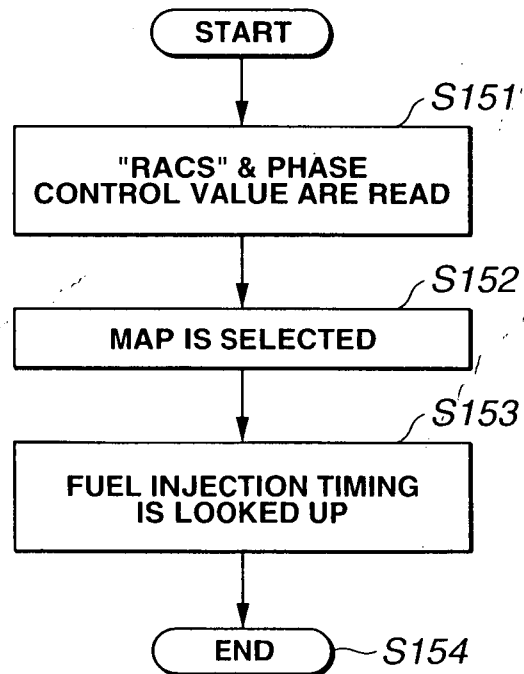 START
S151
"RACS" & PHASE
CONTROL VALUE ARE READ
S152
MAP IS SELECTED
S153
FUEL INJECTION TIMING
IS LOOKED UP
END
S154